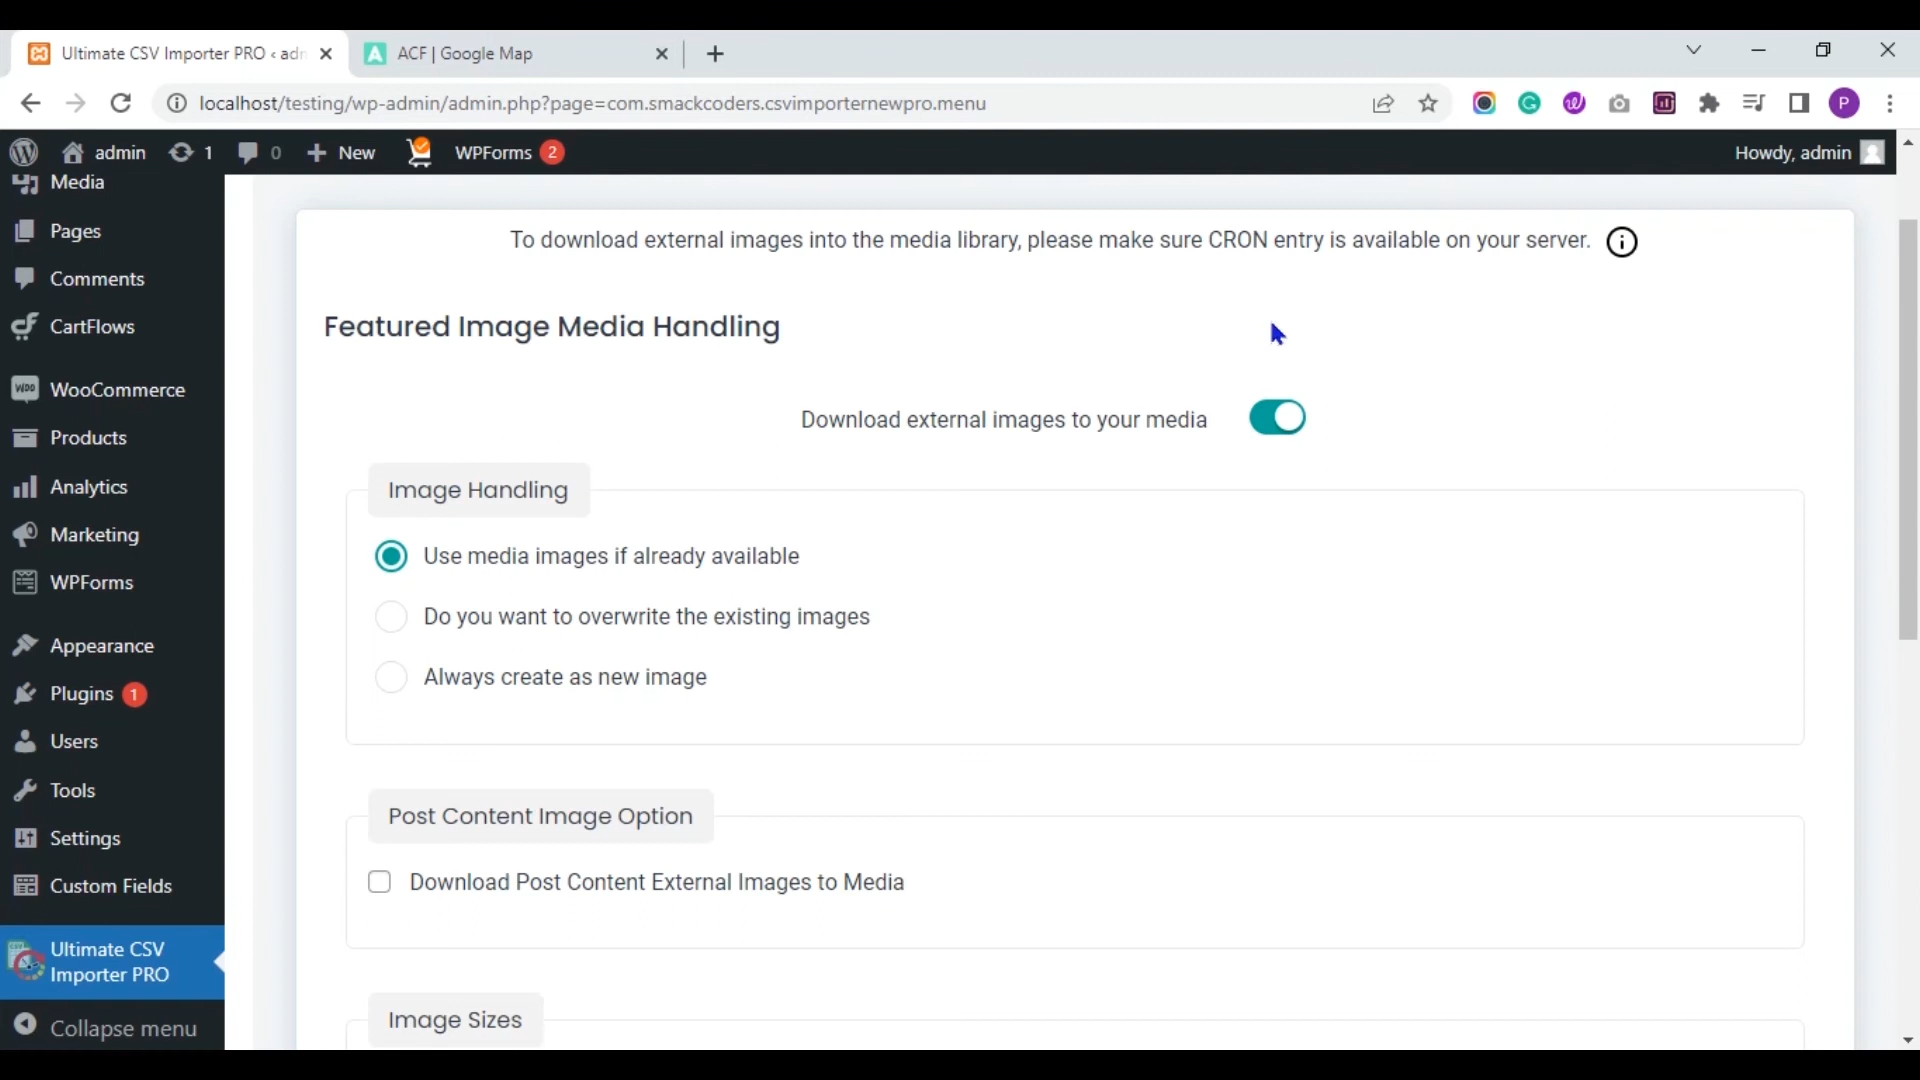 Ultimate CSV Importer PRO ‹ adn
ACF | Google Map
localhost/testing/wp-admin/admin.php?page=com.smackcoders.csvimporternewpro.menu
P
admin
1
0
New
WPForms 2
Howdy, admin
Media
Pages
Comments
CartFlows
WooCommerce
Products
Analytics
Marketing
WPForms
Appearance
Plugins 1
Users
Tools
Settings
Custom Fields
Ultimate CSV
Importer PRO
Collapse menu
To download external images into the media library, please make sure CRON entry is available on your server.
Featured Image Media Handling
Download external images to your media
Image Handling
Use media images if already available
Do you want to overwrite the existing images
Always create as new image
Post Content Image Option
Download Post Content External Images to Media
Image Sizes